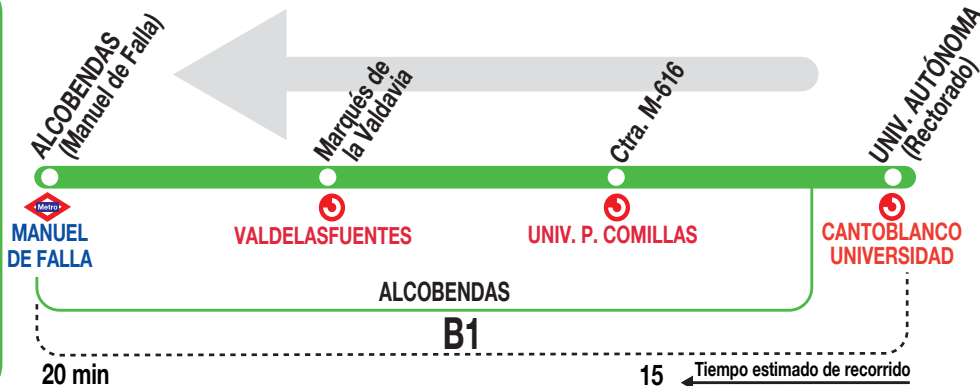 ALCOBENDAS
(Manuel de Falla)
Marqués de
la Valdavia
Ctra. M-616
UNIV. AUTÓNOMA
(Rectorado)
Metro
MANUEL
DE FALLA
VALDELASFUENTES
UNIV. P. COMILLAS
CANTOBLANCO
UNIVERSIDAD
ALCOBENDAS
B1
20 min
15
Tiempo estimado de recorrido